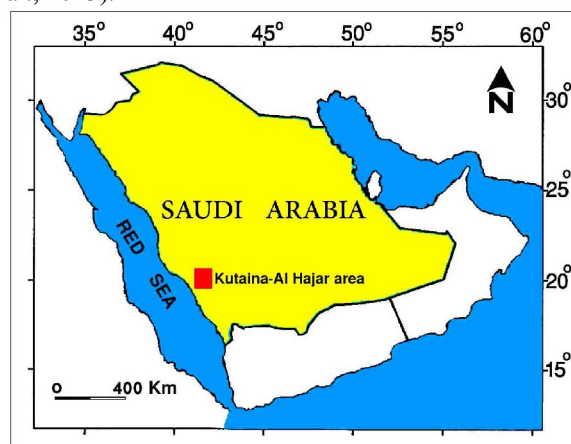 35° 40° 45° 50° 55° 60°
N
30°
25°
SAUDI ARABIA
RED SEA
Kutaina-Al Hajar area
20°
15°
0 400 Km